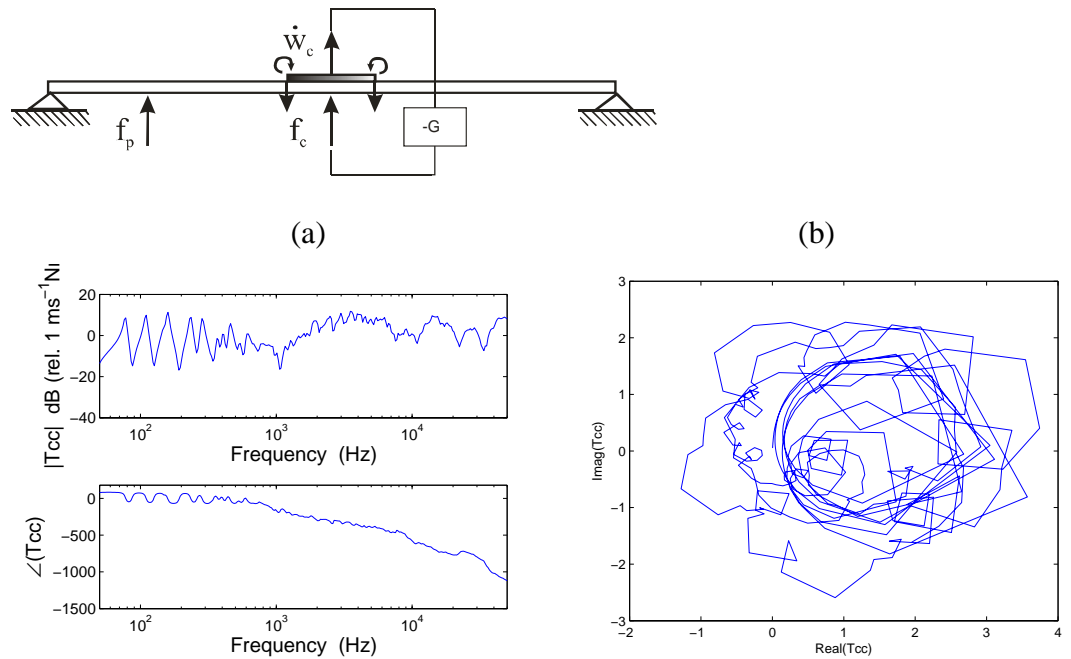 ẇc
fp
fc
-G
(a)
(b)
|Tcc| dB (rel. 1 ms⁻¹N
20
0
−20
−40
10² 10³ 10⁴
Frequency (Hz)
∠(Tcc)
0
−500
−1000
−1500
10² 10³ 10⁴
Frequency (Hz)
Imag(Tcc)
3
2
1
0
−1
−2
−3
−2 −1 0 1 2 3 4
Real(Tcc)